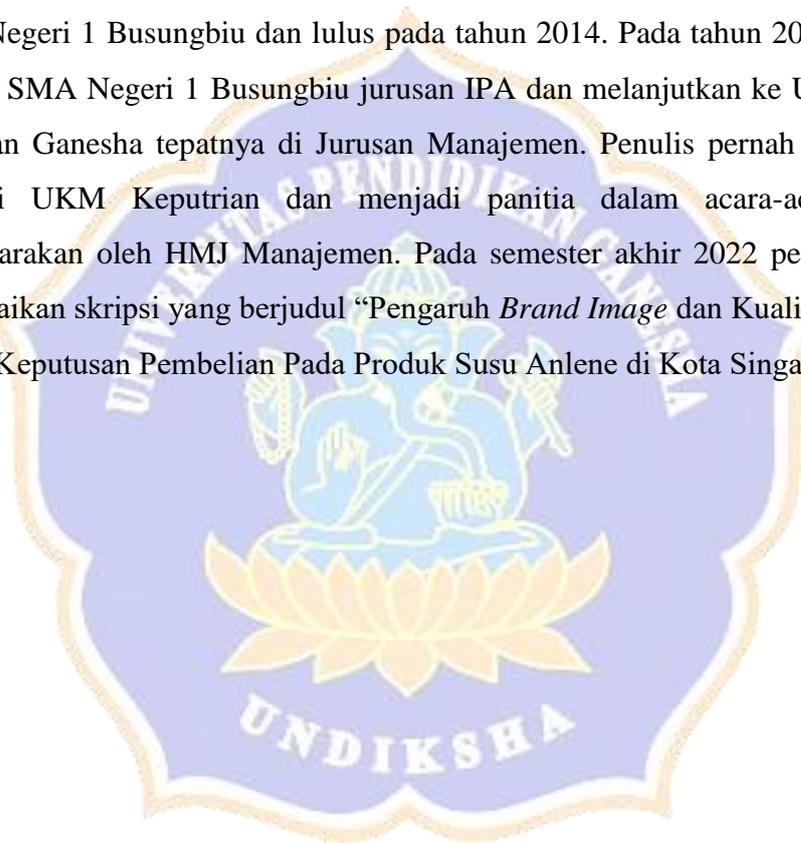 Negeri 1 Busungbiu dan lulus pada tahun 2014. Pada tahun 20
SMA Negeri 1 Busungbiu jurusan IPA dan melanjutkan ke U
an Ganesha tepatnya di Jurusan Manajemen. Penulis pernah
i UKM Keputrian dan menjadi panitia dalam acara-ac
arakan oleh HMJ Manajemen. Pada semester akhir 2022 pe
aikan skripsi yang berjudul “Pengaruh Brand Image dan Kuali
Keputusan Pembelian Pada Produk Susu Anlene di Kota Singa
UNIVERSITAS PENDIDIKAN GANESHA
UNDIKSHA